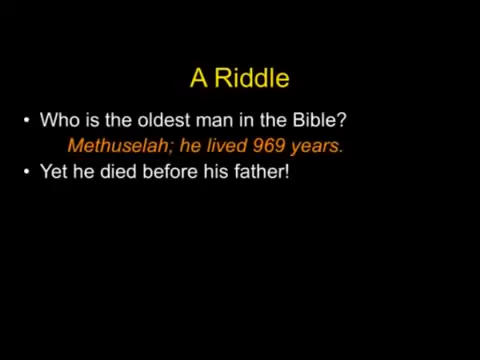 A Riddle
• Who is the oldest man in the Bible?
Methuselah; he lived 969 years.
• Yet he died before his father!